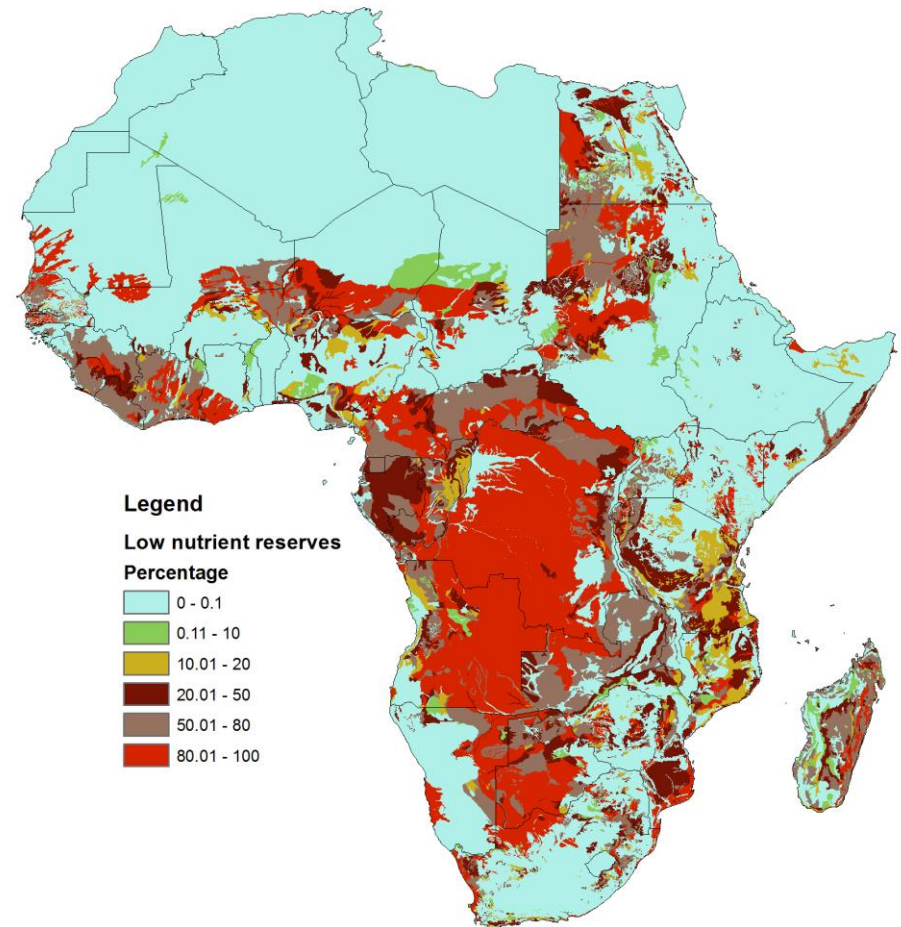 Legend
Low nutrient reserves
Percentage
0 - 0.1
0.11 - 10
10.01 - 20
20.01 - 50
50.01 - 80
80.01 - 100